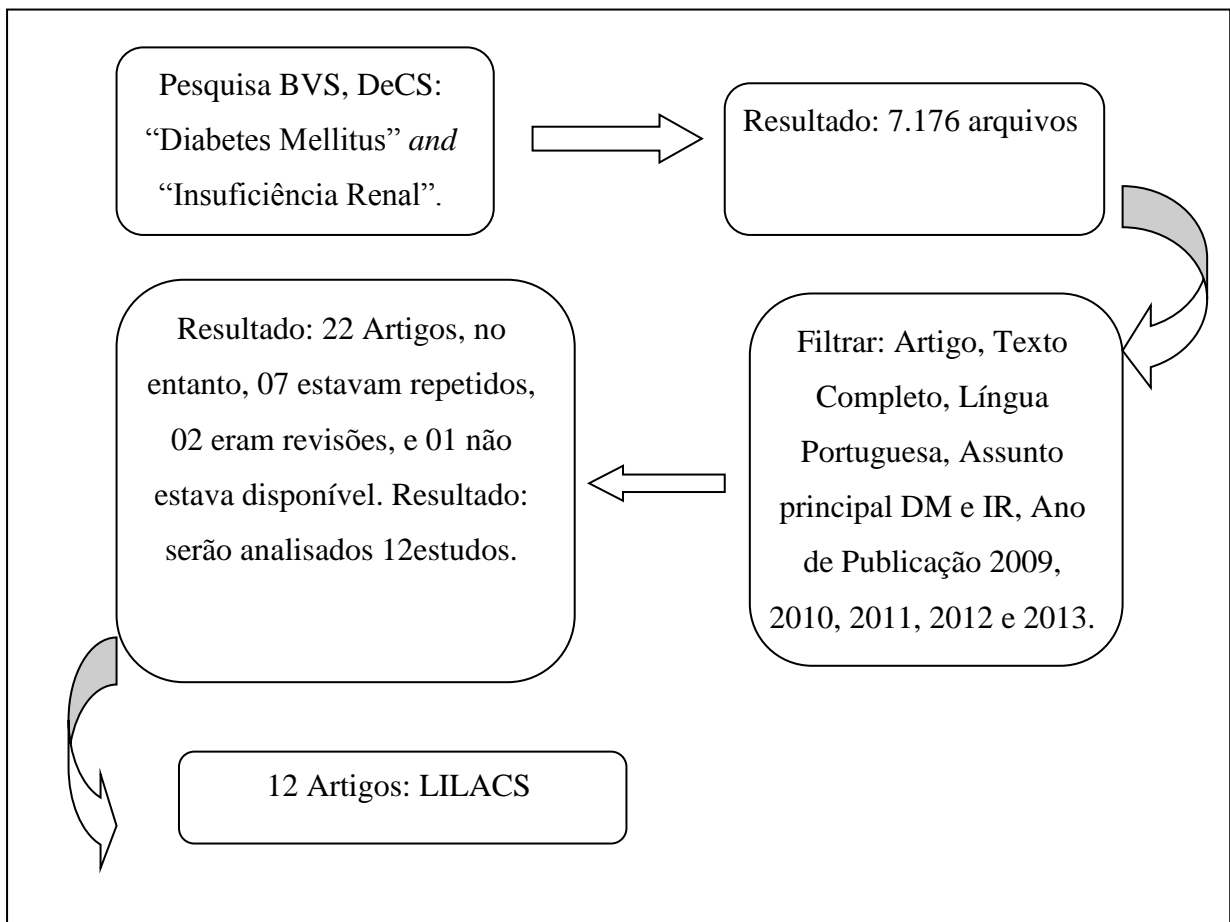 Pesquisa BVS, DeCS:
“Diabetes Mellitus” and
“Insuficiência Renal”.
Resultado: 7.176 arquivos
Filtrar: Artigo, Texto
Completo, Língua
Portuguesa, Assunto
principal DM e IR, Ano
de Publicação 2009,
2010, 2011, 2012 e 2013.
Resultado: 22 Artigos, no
entanto, 07 estavam repetidos,
02 eram revisões, e 01 não
estava disponível. Resultado:
serão analisados 12estudos.
12 Artigos: LILACS